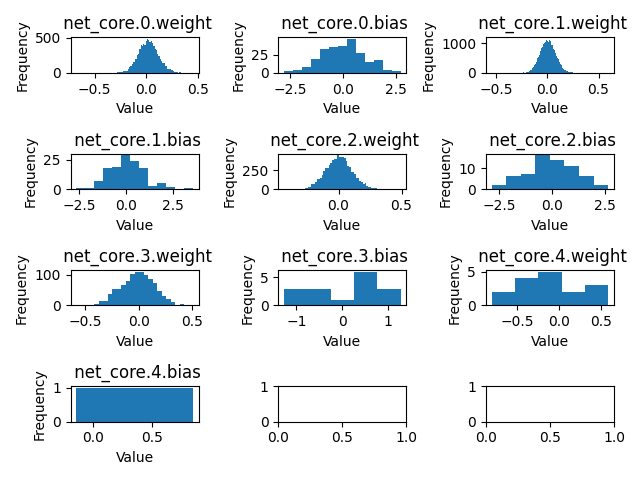 net_core.0.weight
Frequency
500
0
−0.5 0.0 0.5
Value
net_core.0.bias
Frequency
25
0
−2.5 0.0 2.5
Value
net_core.1.weight
Frequency
1000
0
−0.5 0.0 0.5
Value
net_core.1.bias
Frequency
25
0
−2.5 0.0 2.5
Value
net_core.2.weight
Frequency
250
0
0.0 0.5
Value
net_core.2.bias
Frequency
10
0
−2.5 0.0 2.5
Value
net_core.3.weight
Frequency
100
0
−0.5 0.0 0.5
Value
net_core.3.bias
Frequency
5
0
−1 0 1
Value
net_core.4.weight
Frequency
5
0
−0.5 0.0 0.5
Value
net_core.4.bias
Frequency
1
0
0.0 0.5
Value
1
0
0.0 0.5 1.0
1
0
0.0 0.5 1.0